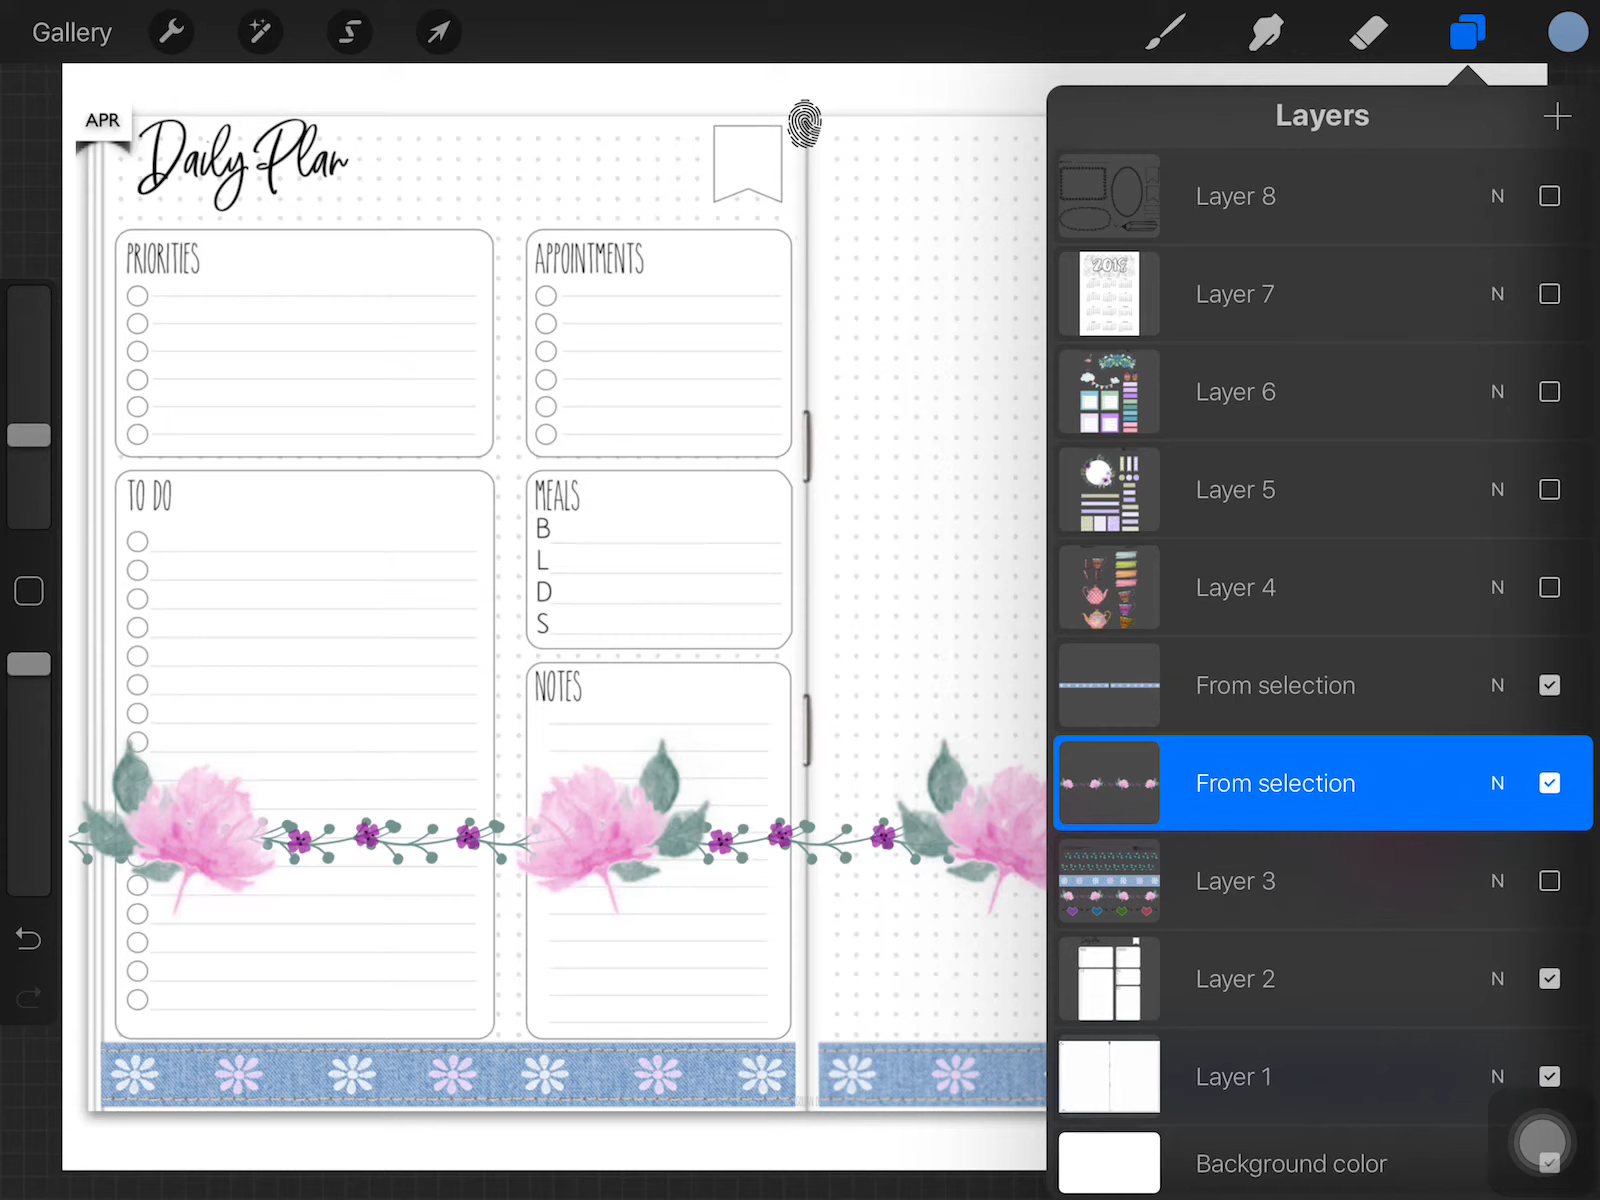 Gallery
Layers
APR
Daily Plan
PRIORITIES
APPOINTMENTS
TO DO
MEALS
B
L
D
S
NOTES
Layer 8 N
2018
Layer 7 N
Layer 6 N
Layer 5 N
Layer 4 N
From selection N
From selection N
Layer 3 N
Layer 2 N
Layer 1 N
Background color